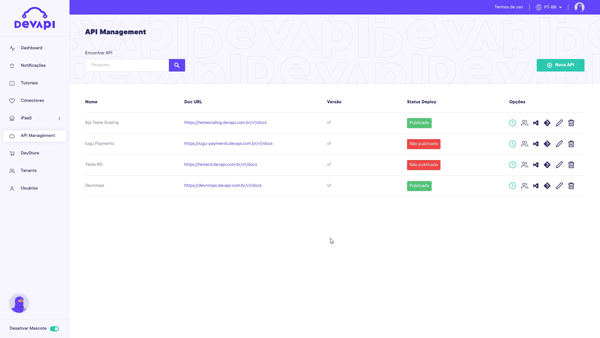 DEVAPI
Termos de uso
PT-BR
Dashboard
Notificações
Tutoriais
Conectores
iPaaS
API Management
DevStore
Tenants
Usuários
Desativar Mascote
API Management
Encontrar API
Pesquisa
Nova API
Nome
Doc URL
Versão
Status Deploy
Opções
Api Teste Scaling
https://testescaling.devapi.com.br/v1/docs
v1
Publicado
Iugu Payments
https://iugu-payments.devapi.com.br/v1/docs
v1
Não publicado
Teste RD
https://testerd.devapi.com.br/v1/docs
v1
Não publicado
Devninjas
https://devninjas.devapi.com.br/v1/docs
v1
Publicado